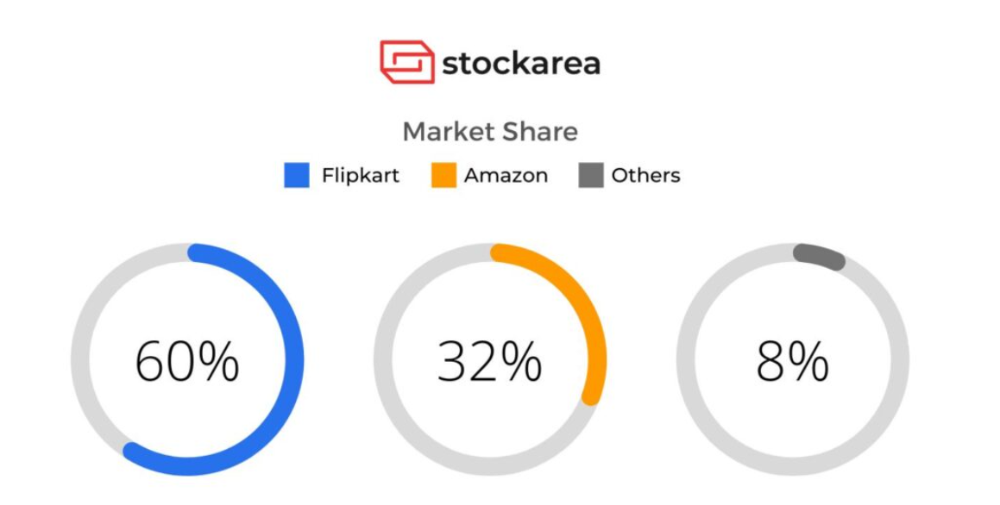 stockarea
Market Share
Flipkart Amazon Others
60% 32% 8%